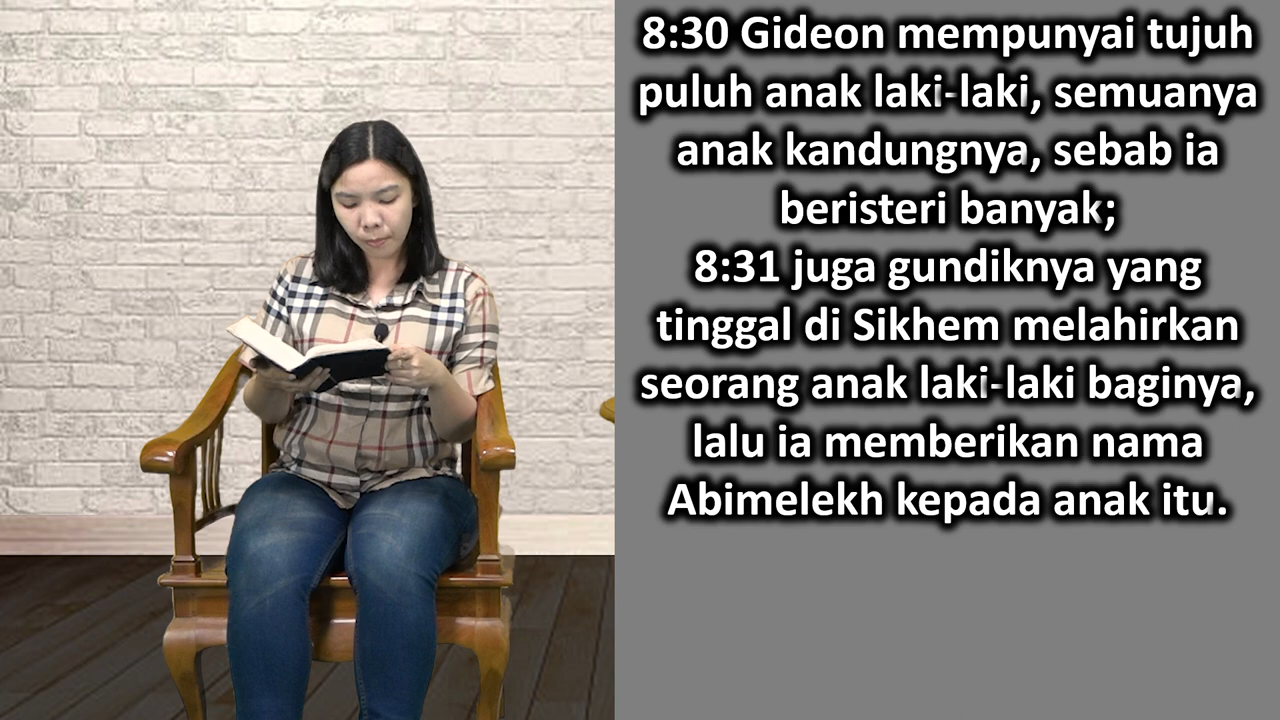 8:30 Gideon mempunyai tujuh
puluh anak laki-laki, semuanya
anak kandungnya, sebab ia
beristeri banyak;
8:31 juga gundiknya yang
tinggal di Sikhem melahirkan
seorang anak laki-laki baginya,
lalu ia memberikan nama
Abimelekh kepada anak itu.